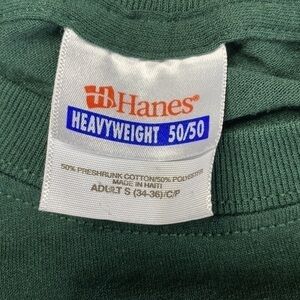 Hanes®
HEAVYWEIGHT 50/50
50% PRESHRUNK COTTON/50% POLYESTER
MADE IN HAITI
ADULT S (34-36)/C/P